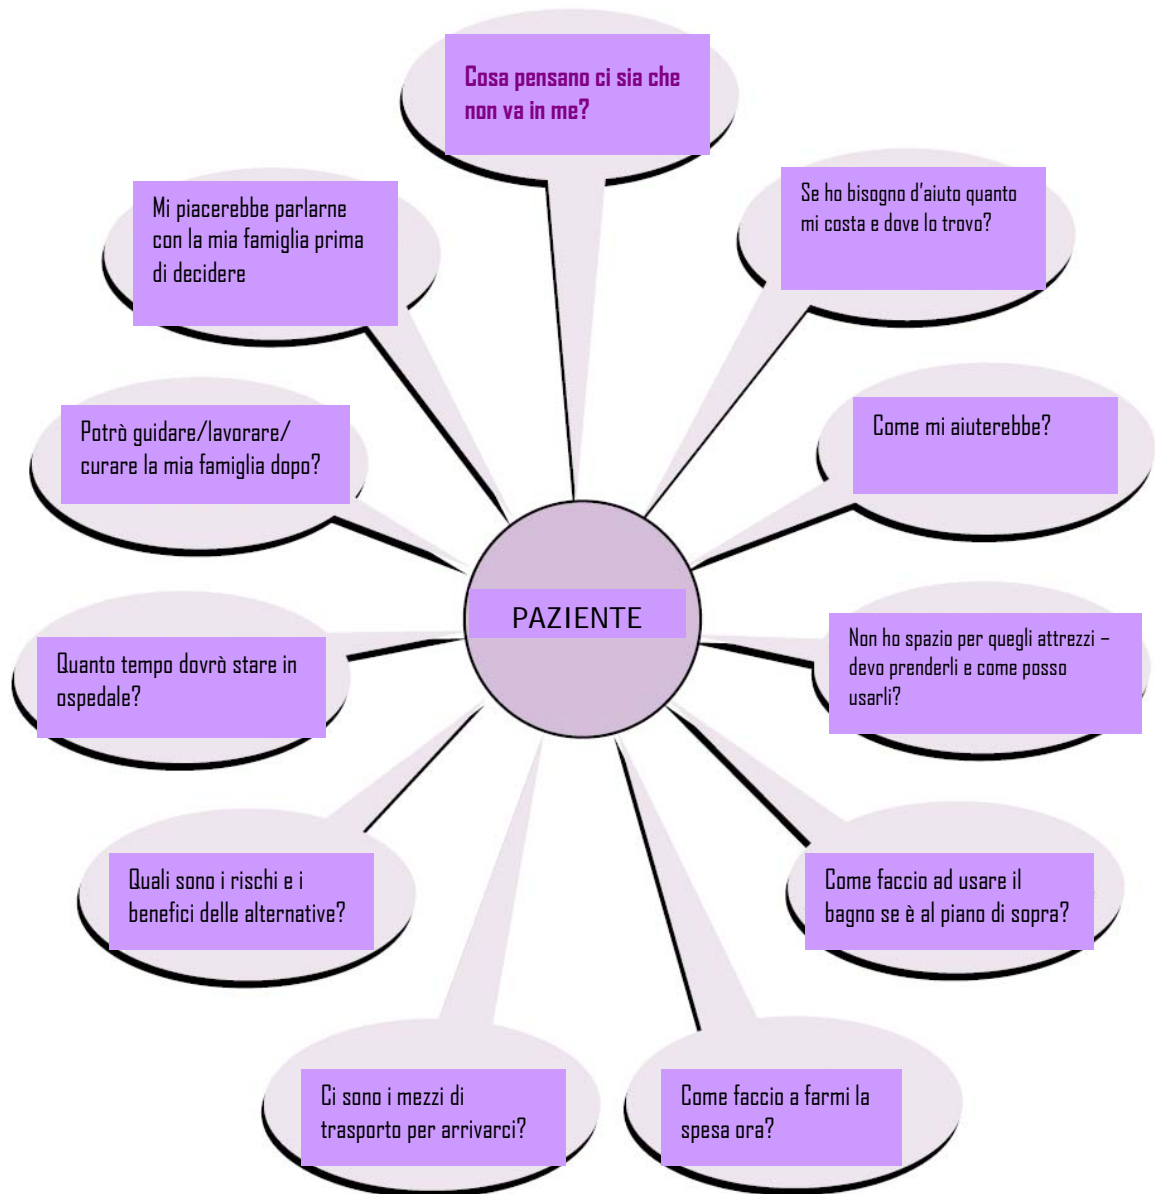 Cosa pensano ci sia che
non va in me?
Se ho bisogno d'aiuto quanto
mi costa e dove lo trovo?
Come mi aiuterebbe?
Non ho spazio per quegli attrezzi –
devo prenderli e come posso
usarli?
Come faccio ad usare il
bagno se è al piano di sopra?
Come faccio a farmi la
spesa ora?
Ci sono i mezzi di
trasporto per arrivarci?
Quali sono i rischi e i
benefici delle alternative?
Quanto tempo dovrò stare in
ospedale?
Potrò guidare/lavorare/
curare la mia famiglia dopo?
Mi piacerebbe parlarne
con la mia famiglia prima
di decidere
PAZIENTE